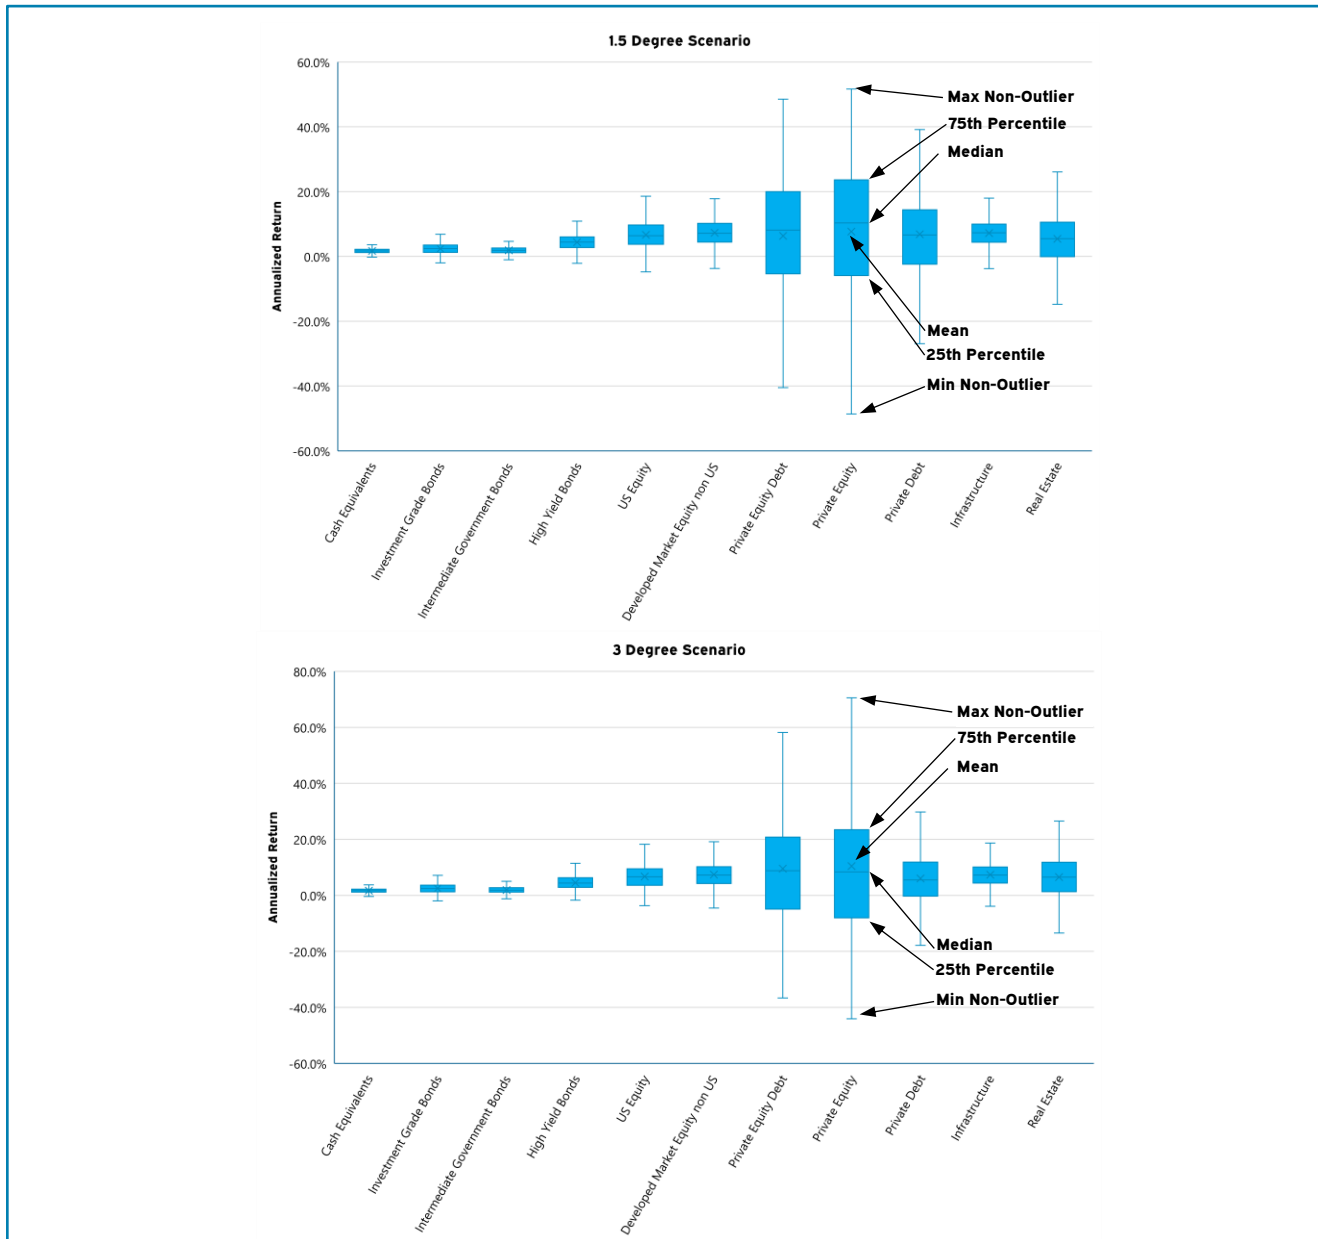 1.5 Degree Scenario
60.0%
40.0%
20.0%
0.0%
-20.0%
-40.0%
-60.0%
Annualized Return
Max Non-Outlier
75th Percentile
Median
Mean
25th Percentile
Min Non-Outlier
Cash Equivalents
Investment Grade Bonds
Intermediate Government Bonds
High Yield Bonds
US Equity
Developed Market Equity non US
Private Equity Debt
Private Equity
Private Debt
Infrastructure
Real Estate
3 Degree Scenario
80.0%
60.0%
40.0%
20.0%
0.0%
-20.0%
-40.0%
-60.0%
Annualized Return
Max Non-Outlier
75th Percentile
Mean
Median
25th Percentile
Min Non-Outlier
Cash Equivalents
Investment Grade Bonds
Intermediate Government Bonds
High Yield Bonds
US Equity
Developed Market Equity non US
Private Equity Debt
Private Equity
Private Debt
Infrastructure
Real Estate